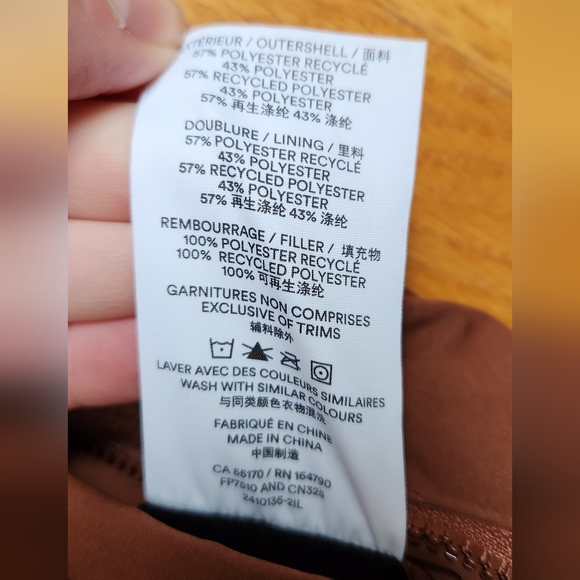 EXTÉRIEUR / OUTERSHELL / 面料
57% POLYESTER RECYCLÉ
43% POLYESTER
57% RECYCLED POLYESTER
43% POLYESTER
57% 再生涤纶 43% 涤纶
DOUBLURE / LINING / 里料
57% POLYESTER RECYCLÉ
43% POLYESTER
57% RECYCLED POLYESTER
43% POLYESTER
57% 再生涤纶 43% 涤纶
REMBOURRAGE / FILLER / 填充物
100% POLYESTER RECYCLÉ
100% RECYCLED POLYESTER
100% 可再生涤纶
GARNITURES NON COMPRISES
EXCLUSIVE OF TRIMS
辅料除外
LAVER AVEC DES COULEURS SIMILAIRES
WASH WITH SIMILAR COLOURS
与同类颜色衣物混洗
FABRIQUÉ EN CHINE
MADE IN CHINA
中国制造
CA 55170 / RN 164790
FP7510 AND CN325
2410136-2IL